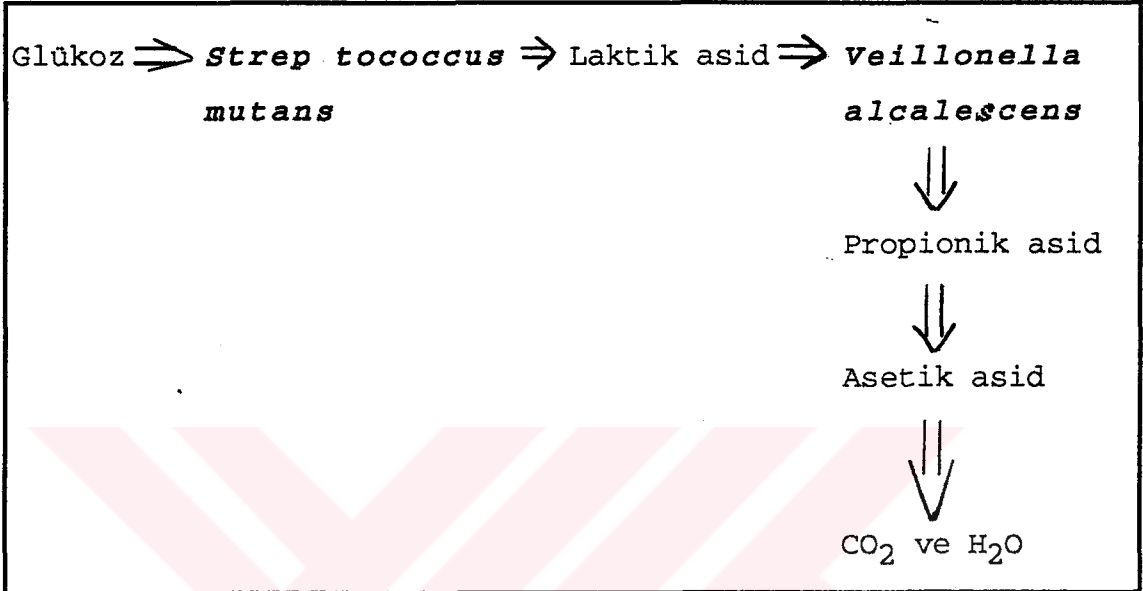 Glükoz ⇒ Strep tococcus ⇒ Laktik asid ⇒ Veillonella
mutans alcalescens
⇓
Propionik asid
⇓
Asetik asid
⇓
CO₂ ve H₂O